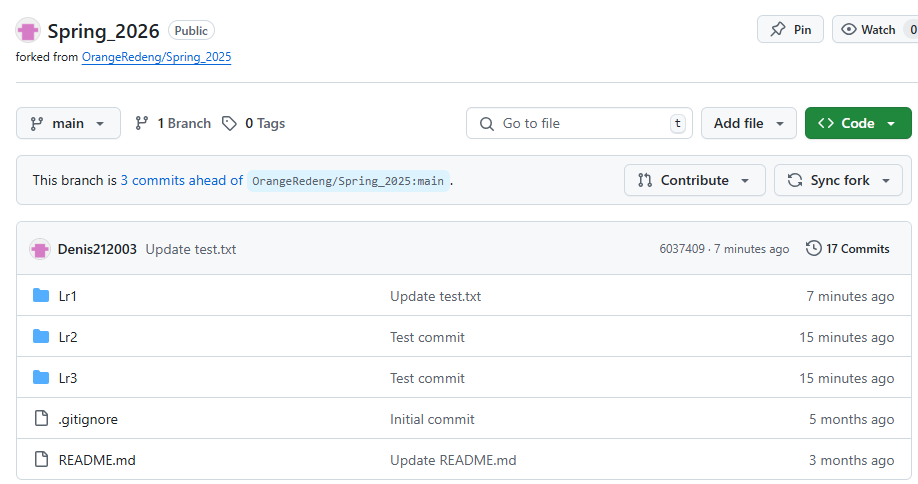 Spring_2026 Public Pin Watch 0
forked from OrangeRedeng/Spring_2025
main 1 Branch 0 Tags Go to file t Add file Code
This branch is 3 commits ahead of OrangeRedeng/Spring_2025:main . Contribute Sync fork
Denis212003 Update test.txt 6037409 · 7 minutes ago 17 Commits
Lr1 Update test.txt 7 minutes ago
Lr2 Test commit 15 minutes ago
Lr3 Test commit 15 minutes ago
.gitignore Initial commit 5 months ago
README.md Update README.md 3 months ago